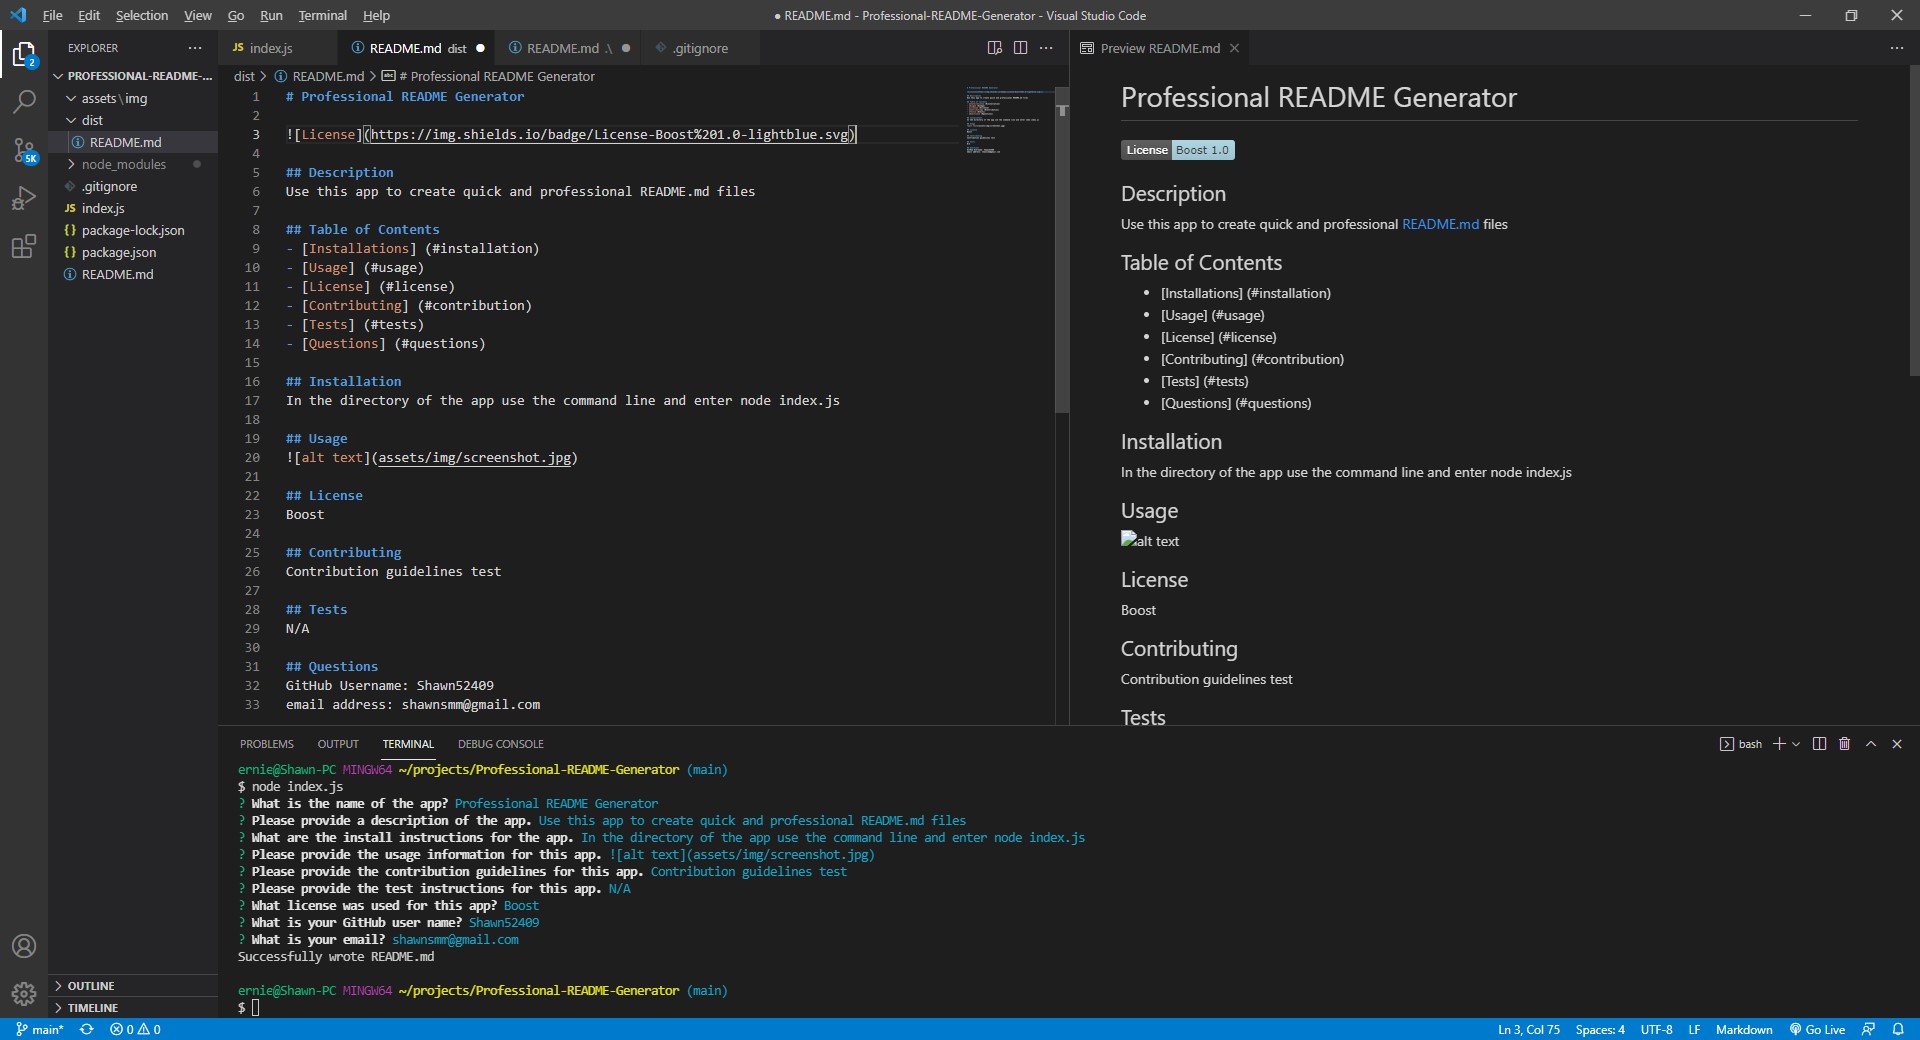 File Edit Selection View Go Run Terminal Help
● README.md - Professional-README-Generator - Visual Studio Code
EXPLORER
PROFESSIONAL-README-...
assets\img
dist
README.md
node_modules
.gitignore
JS index.js
{} package-lock.json
{} package.json
README.md
OUTLINE
TIMELINE
2
5K
JS index.js
README.md dist
README.md .\
.gitignore
dist > README.md > # Professional README Generator
1 # Professional README Generator
2
3 ![License](https://img.shields.io/badge/License-Boost%201.0-lightblue.svg)
4
5 ## Description
6 Use this app to create quick and professional README.md files
7
8 ## Table of Contents
9 - [Installations] (#installation)
10 - [Usage] (#usage)
11 - [License] (#license)
12 - [Contributing] (#contribution)
13 - [Tests] (#tests)
14 - [Questions] (#questions)
15
16 ## Installation
17 In the directory of the app use the command line and enter node index.js
18
19 ## Usage
20 ![alt text](assets/img/screenshot.jpg)
21
22 ## License
23 Boost
24
25 ## Contributing
26 Contribution guidelines test
27
28 ## Tests
29 N/A
30
31 ## Questions
32 GitHub Username: Shawn52409
33 email address: shawnsmm@gmail.com
Preview README.md
Professional README Generator
License Boost 1.0
Description
Use this app to create quick and professional README.md files
Table of Contents
• [Installations] (#installation)
• [Usage] (#usage)
• [License] (#license)
• [Contributing] (#contribution)
• [Tests] (#tests)
• [Questions] (#questions)
Installation
In the directory of the app use the command line and enter node index.js
Usage
alt text
License
Boost
Contributing
Contribution guidelines test
Tests
PROBLEMS OUTPUT TERMINAL DEBUG CONSOLE
bash
ernie@Shawn-PC MINGW64 ~/projects/Professional-README-Generator (main)
$ node index.js
? What is the name of the app? Professional README Generator
? Please provide a description of the app. Use this app to create quick and professional README.md files
? What are the install instructions for the app. In the directory of the app use the command line and enter node index.js
? Please provide the usage information for this app. ![alt text](assets/img/screenshot.jpg)
? Please provide the contribution guidelines for this app. Contribution guidelines test
? Please provide the test instructions for this app. N/A
? What license was used for this app? Boost
? What is your GitHub user name? Shawn52409
? What is your email? shawnsmm@gmail.com
Successfully wrote README.md
ernie@Shawn-PC MINGW64 ~/projects/Professional-README-Generator (main)
$
main* 0 0
Ln 3, Col 75 Spaces: 4 UTF-8 LF Markdown Go Live